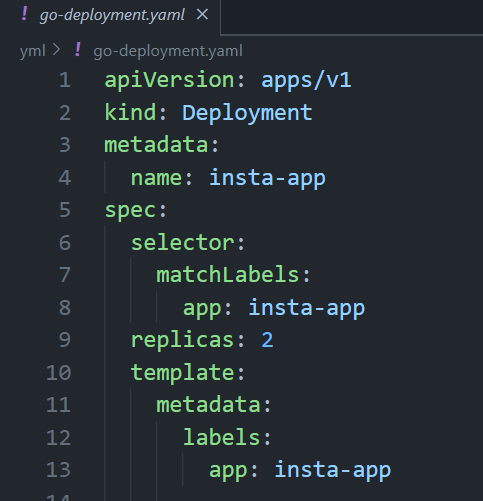 ! go-deployment.yaml ×
yml > ! go-deployment.yaml
1 apiVersion: apps/v1
2 kind: Deployment
3 metadata:
4   name: insta-app
5 spec:
6   selector:
7     matchLabels:
8       app: insta-app
9   replicas: 2
10   template:
11     metadata:
12       labels:
13         app: insta-app